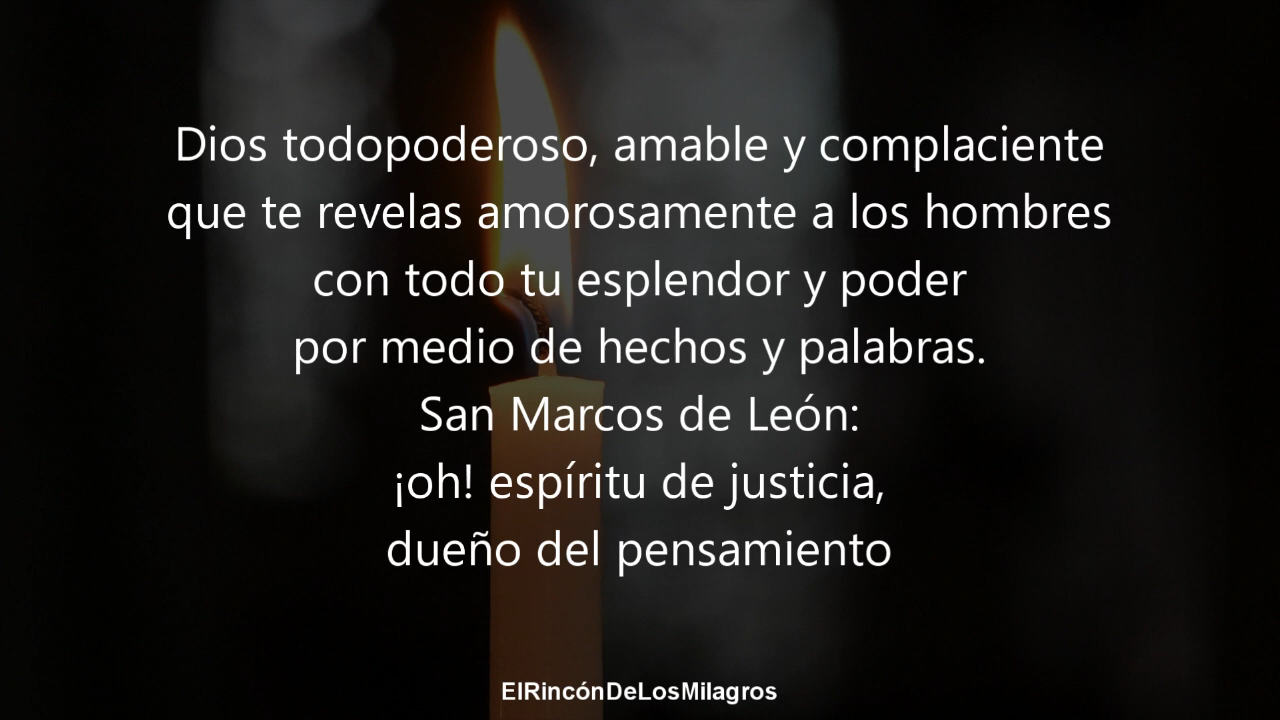 Dios todopoderoso, amable y complaciente
que te revelas amorosamente a los hombres
con todo tu esplendor y poder
por medio de hechos y palabras.
San Marcos de León:
¡oh! espíritu de justicia,
dueño del pensamiento
ElRincónDeLosMilagros